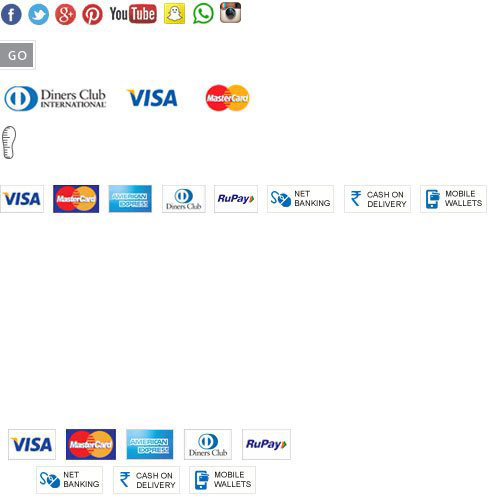 You Tube
GO
Diners Club INTERNATIONAL VISA MasterCard
VISA MasterCard AMERICAN EXPRESS Diners Club RuPay NET BANKING ₹ CASH ON DELIVERY MOBILE WALLETS
VISA MasterCard AMERICAN EXPRESS Diners Club RuPay
NET BANKING ₹ CASH ON DELIVERY MOBILE WALLETS